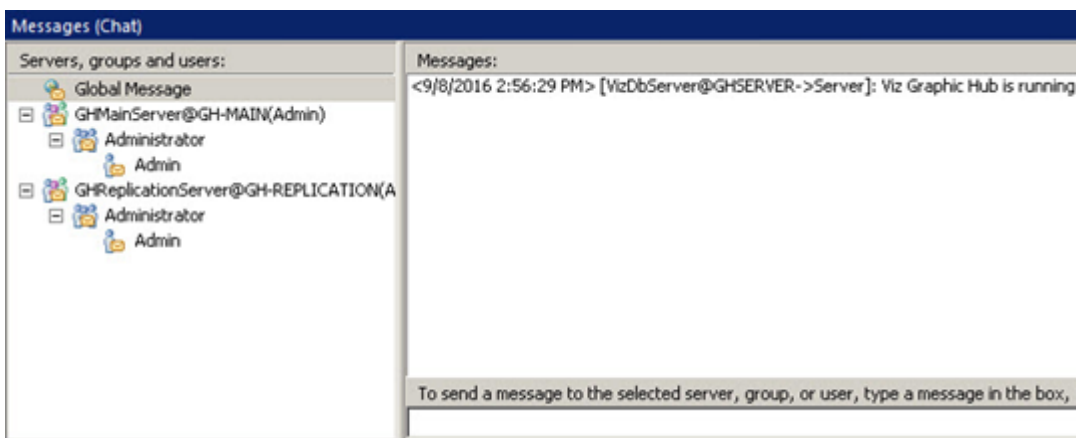 Messages (Chat)
Servers, groups and users:
Global Message
GHMainServer@GH-MAIN(Admin)
Administrator
Admin
GHReplicationServer@GH-REPLICATION(A
Administrator
Admin
Messages:
<9/8/2016 2:56:29 PM> [VizDbServer@GHSERVER->Server]: Viz Graphic Hub is running
To send a message to the selected server, group, or user, type a message in the box,